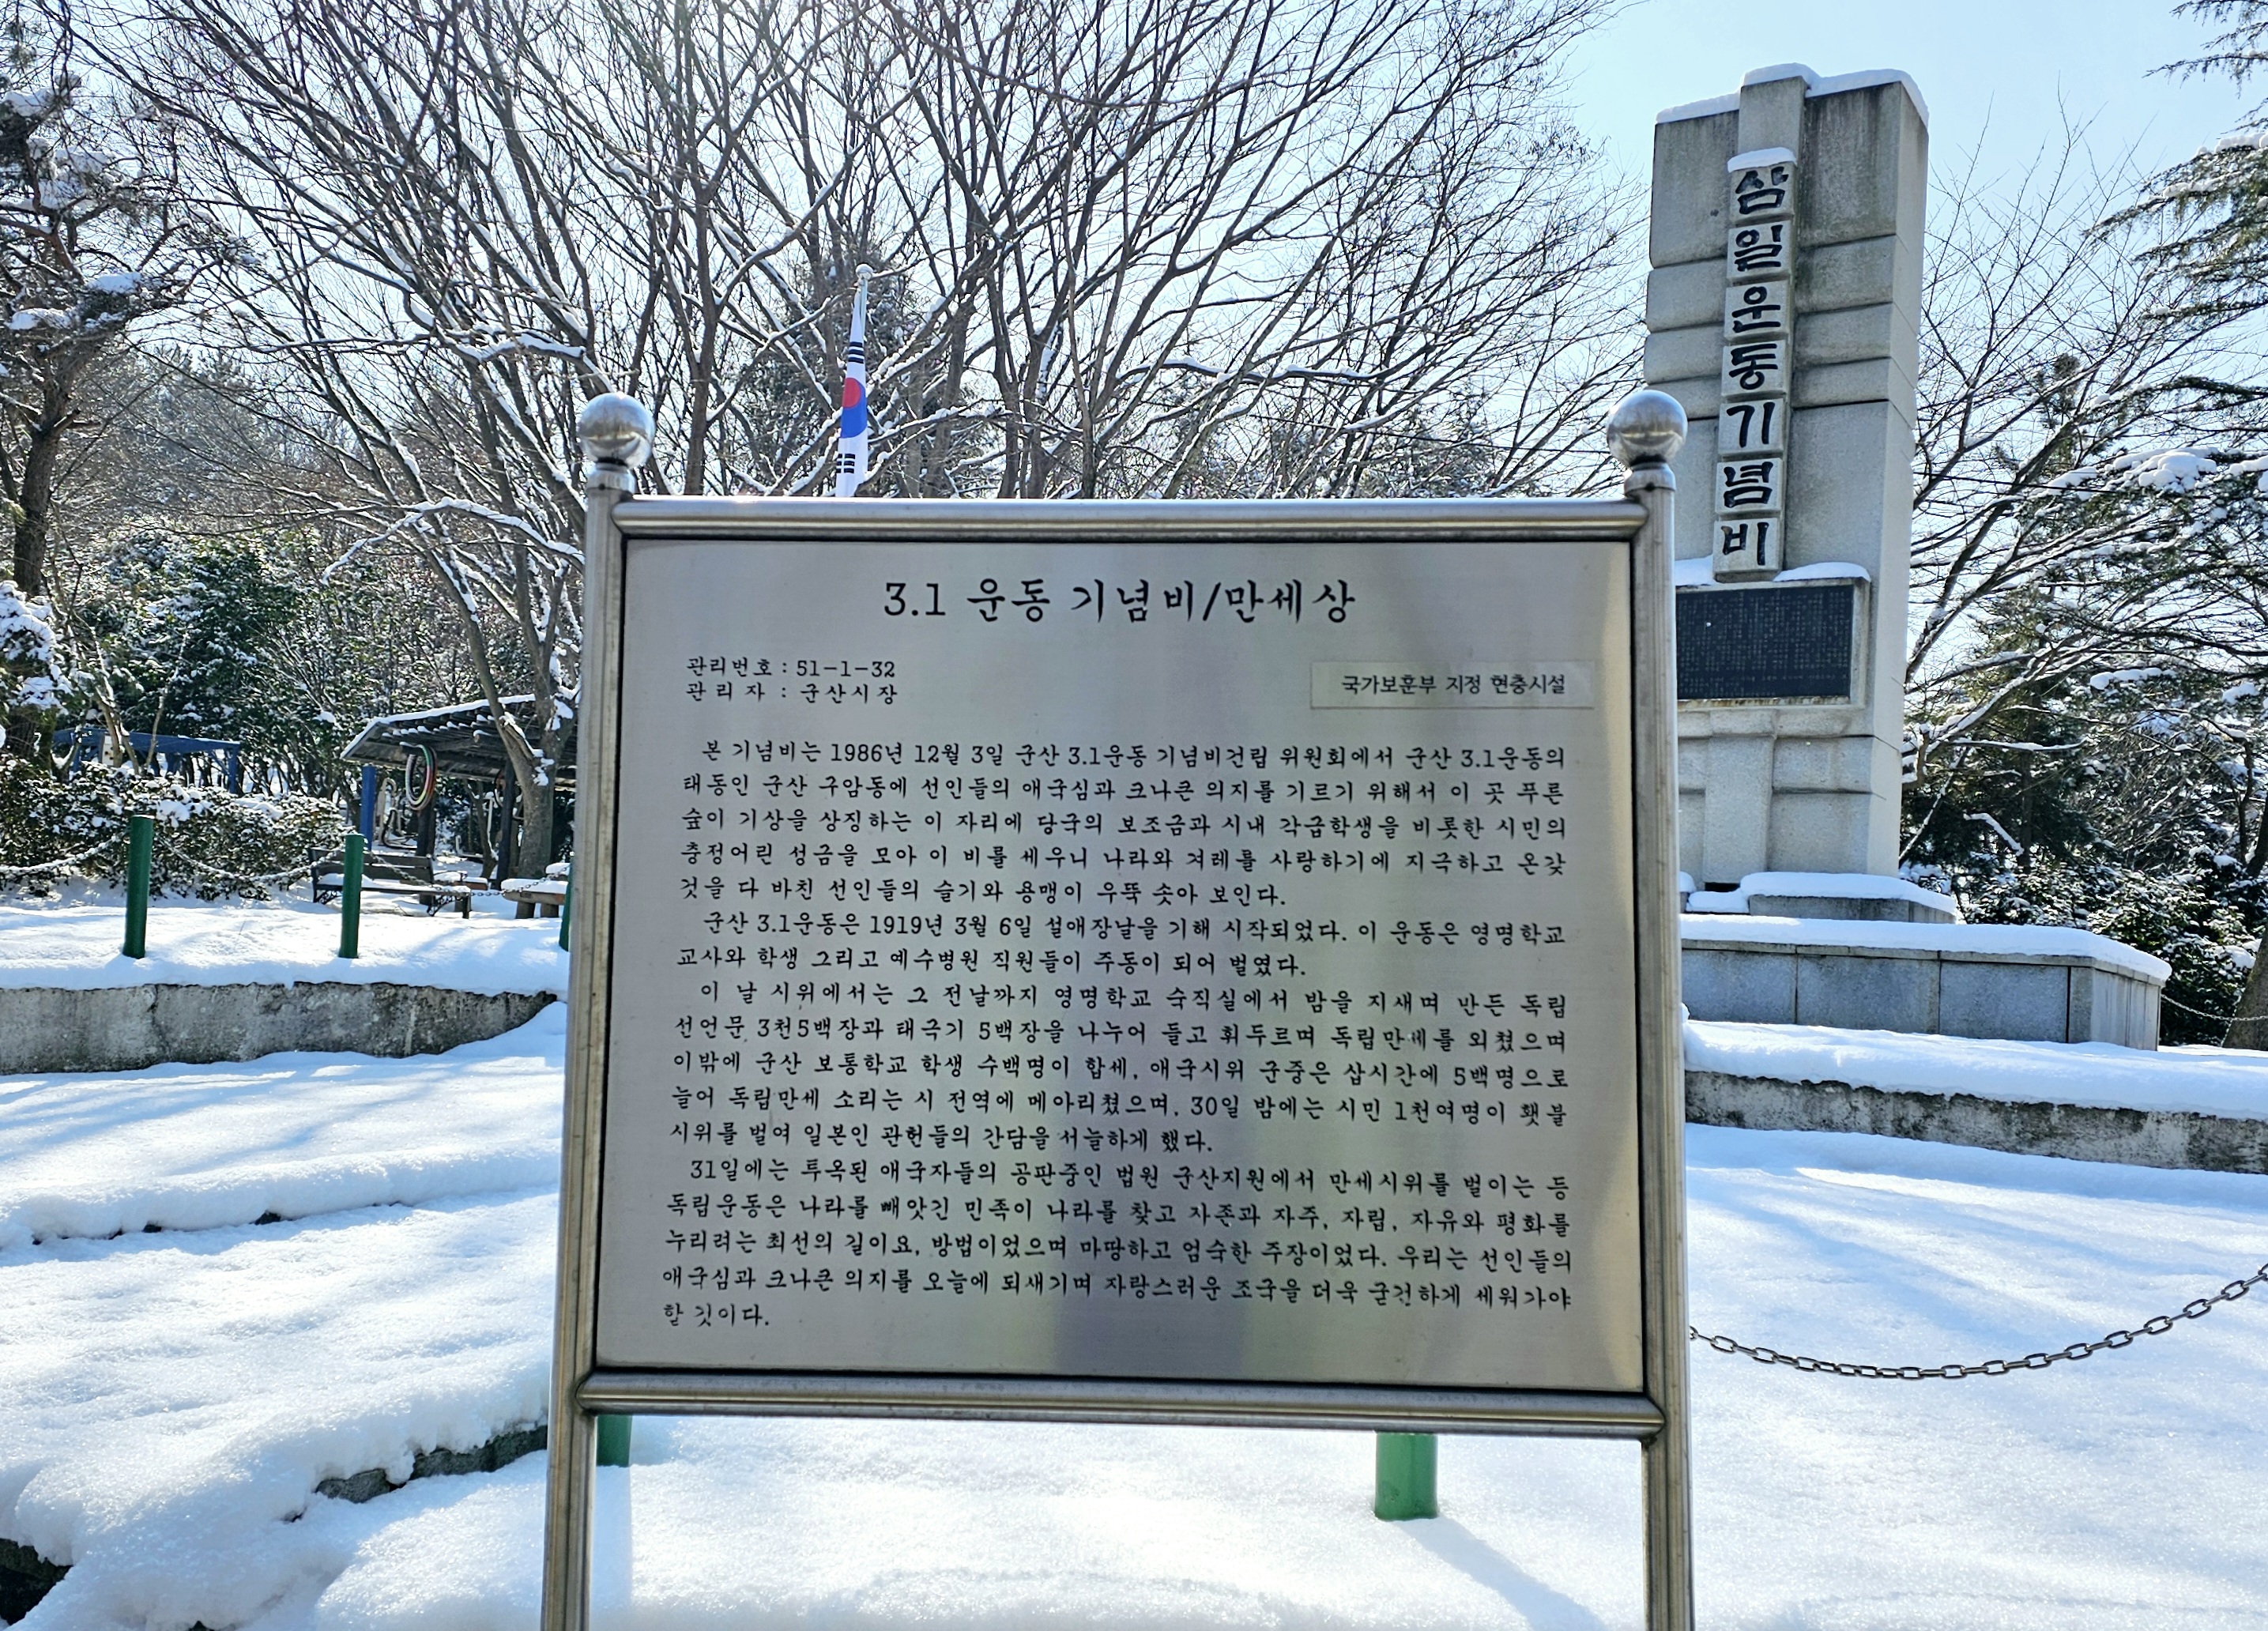 삼일운동기념비
3.1 운동 기념비/만세상
관리번호 : 51-1-32
관 리 자 : 군산시장
국가보훈부 지정 현충시설
본 기념비는 1986년 12월 3일 군산 3.1운동 기념비건립 위원회에서 군산 3.1운동의
태동인 군산 구암동에 선인들의 애국심과 크나큰 의지를 기르기 위해서 이 곳 푸른
숲이 기상을 상징하는 이 자리에 당국의 보조금과 시내 각급학생을 비롯한 시민의
충정어린 성금을 모아 이 비를 세우니 나라와 겨레를 사랑하기에 지극하고 온갖
것을 다 바친 선인들의 슬기와 용맹이 우뚝 솟아 보인다.
군산 3.1운동은 1919년 3월 6일 설애장날을 기해 시작되었다. 이 운동은 영명학교
교사와 학생 그리고 예수병원 직원들이 주동이 되어 벌였다.
이 날 시위에서는 그 전날까지 영명학교 숙직실에서 밤을 지새며 만든 독립
선언문 3천5백장과 태극기 5백장을 나누어 들고 휘두르며 독립만세를 외쳤으며
이밖에 군산 보통학교 학생 수백명이 합세, 애국시위 군중은 삽시간에 5백명으로
늘어 독립만세 소리는 시 전역에 메아리쳤으며, 30일 밤에는 시민 1천여명이 횃불
시위를 벌여 일본인 관헌들의 간담을 서늘하게 했다.
31일에는 투옥된 애국자들의 공판중인 법원 군산지원에서 만세시위를 벌이는 등
독립운동은 나라를 빼앗긴 민족이 나라를 찾고 자존과 자주, 자립, 자유와 평화를
누리려는 최선의 길이요, 방법이었으며 마땅하고 엄숙한 주장이었다. 우리는 선인들의
애국심과 크나큰 의지를 오늘에 되새기며 자랑스러운 조국을 더욱 굳건하게 세워가야
할 것이다.